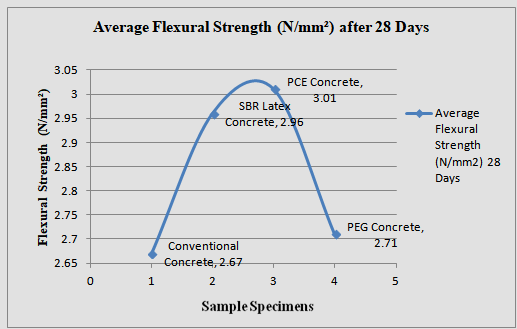 Average Flexural Strength (N/mm²) after 28 Days
3.05
3
2.95
2.9
2.85
2.8
2.75
2.7
2.65
0
1
2
3
4
5
Flexural Strength (N/mm²)
Sample Specimens
Conventional
Concrete, 2.67
SBR Latex
Concrete, 2.96
PCE Concrete,
3.01
PEG Concrete,
2.71
Average
Flexural
Strength
(N/mm2) 28
Days